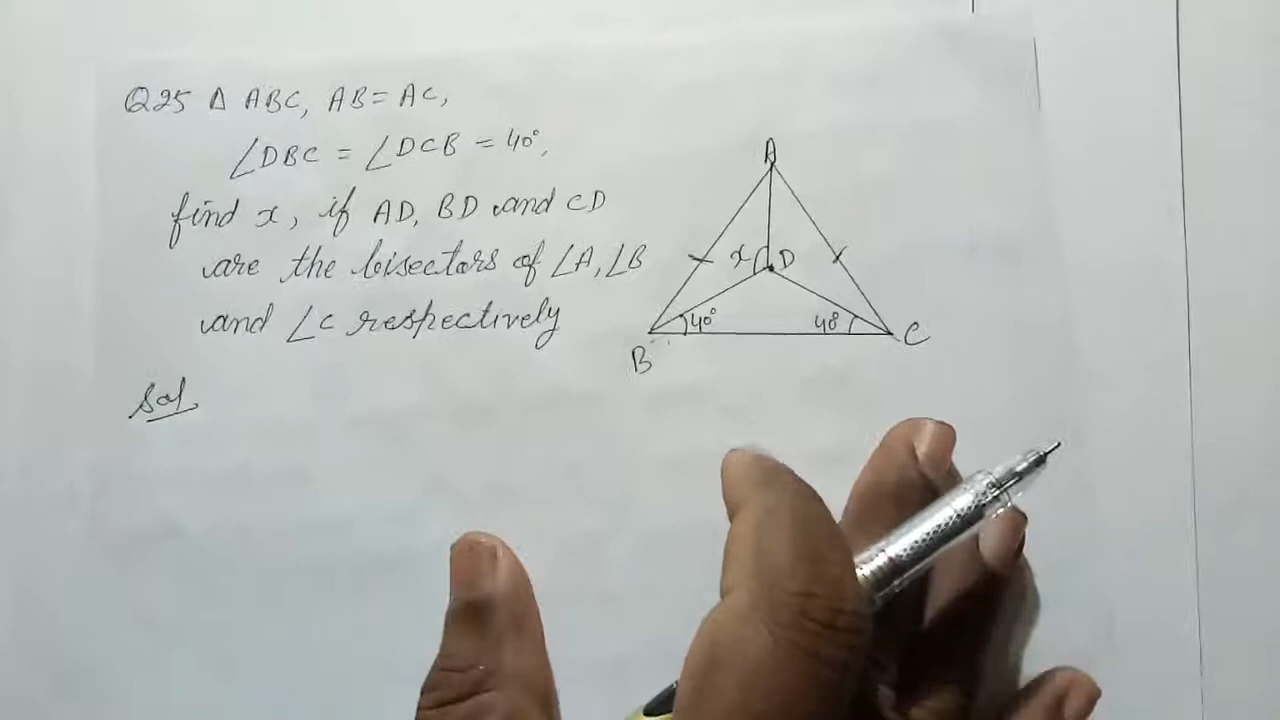 Q25 Δ ABC, AB = AC,
∠DBC = ∠DCB = 40°,
find x, if AD, BD and CD
are the bisectors of ∠A, ∠B
and ∠C respectively
Sol.
A
x D
40° 40°
B
C